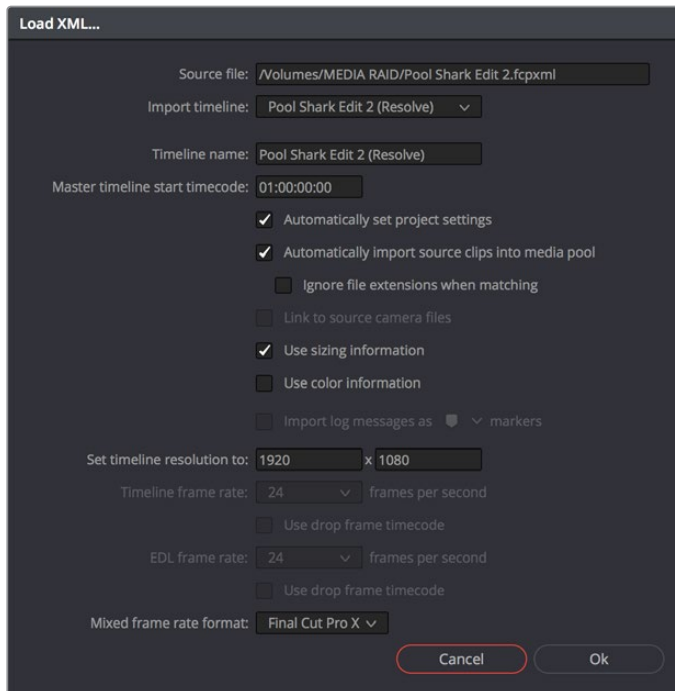 Load XML...
Source file: /Volumes/MEDIA RAID/Pool Shark Edit 2.fcpxml
Import timeline: Pool Shark Edit 2 (Resolve)
Timeline name: Pool Shark Edit 2 (Resolve)
Master timeline start timecode: 01:00:00:00
Automatically set project settings
Automatically import source clips into media pool
Ignore file extensions when matching
Link to source camera files
Use sizing information
Use color information
Import log messages as markers
Set timeline resolution to: 1920 x 1080
Timeline frame rate: 24 frames per second
Use drop frame timecode
EDL frame rate: 24 frames per second
Use drop frame timecode
Mixed frame rate format: Final Cut Pro X
Cancel Ok